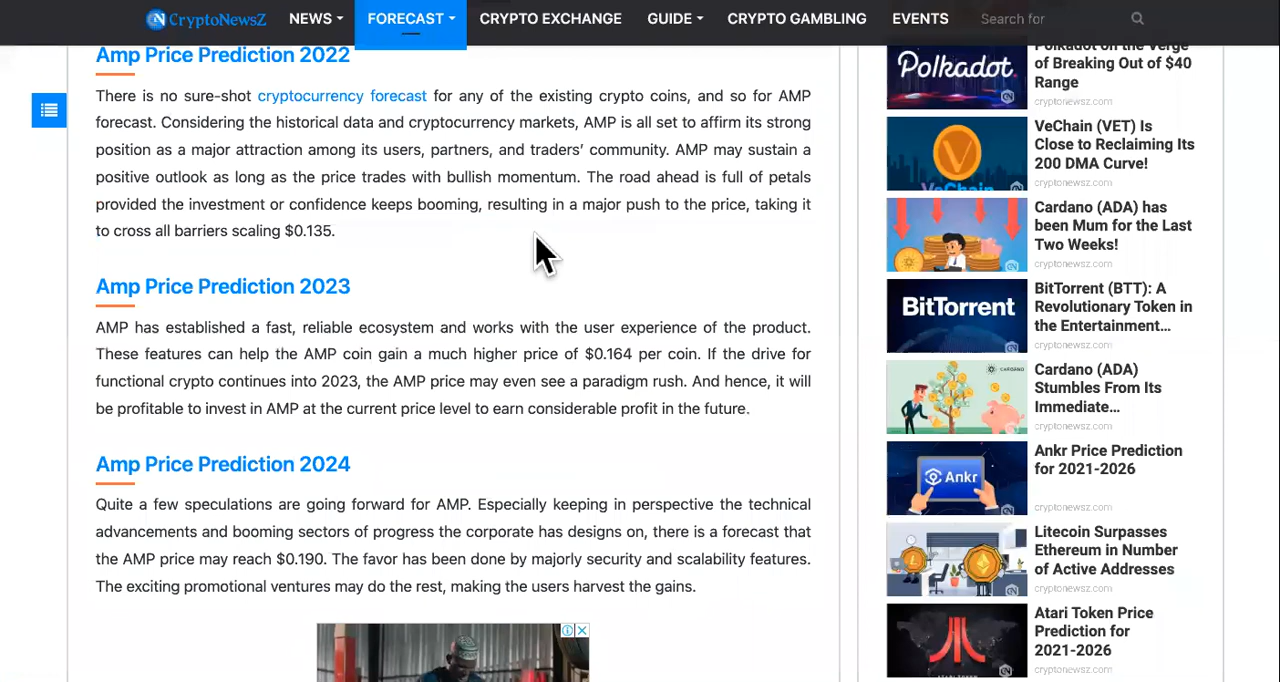 CryptoNewsZ
NEWS
FORECAST
CRYPTO EXCHANGE
GUIDE
CRYPTO GAMBLING
EVENTS
Search for
Amp Price Prediction 2022
There is no sure-shot cryptocurrency forecast for any of the existing crypto coins, and so for AMP
forecast. Considering the historical data and cryptocurrency markets, AMP is all set to affirm its strong
position as a major attraction among its users, partners, and traders’ community. AMP may sustain a
positive outlook as long as the price trades with bullish momentum. The road ahead is full of petals
provided the investment or confidence keeps booming, resulting in a major push to the price, taking it
to cross all barriers scaling $0.135.
Amp Price Prediction 2023
AMP has established a fast, reliable ecosystem and works with the user experience of the product.
These features can help the AMP coin gain a much higher price of $0.164 per coin. If the drive for
functional crypto continues into 2023, the AMP price may even see a paradigm rush. And hence, it will
be profitable to invest in AMP at the current price level to earn considerable profit in the future.
Amp Price Prediction 2024
Quite a few speculations are going forward for AMP. Especially keeping in perspective the technical
advancements and booming sectors of progress the corporate has designs on, there is a forecast that
the AMP price may reach $0.190. The favor has been done by majorly security and scalability features.
The exciting promotional ventures may do the rest, making the users harvest the gains.
Polkadot.
Polkadot on the Verge
of Breaking Out of $40
Range
cryptonewsz.com
VeChain
VeChain (VET) Is
Close to Reclaiming Its
200 DMA Curve!
cryptonewsz.com
Cardano (ADA) has
been Mum for the Last
Two Weeks!
cryptonewsz.com
BitTorrent
BitTorrent (BTT): A
Revolutionary Token in
the Entertainment...
cryptonewsz.com
CARDANO
Cardano (ADA)
Stumbles From Its
Immediate...
cryptonewsz.com
Ankr
Ankr Price Prediction
for 2021-2026
cryptonewsz.com
Litecoin Surpasses
Ethereum in Number
of Active Addresses
cryptonewsz.com
ATARI TOKEN
Atari Token Price
Prediction for
2021-2026
cryptonewsz.com